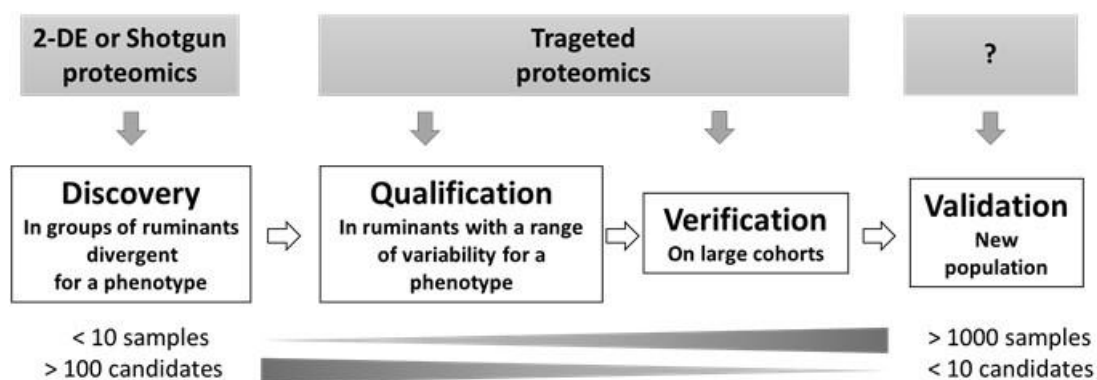 2-DE or Shotgun
proteomics
Trageted
proteomics
?
Discovery
In groups of ruminants
divergent
for a phenotype
Qualification
In ruminants with a range
of variability for a
phenotype
Verification
On large cohorts
Validation
New
population
< 10 samples
> 100 candidates
> 1000 samples
< 10 candidates